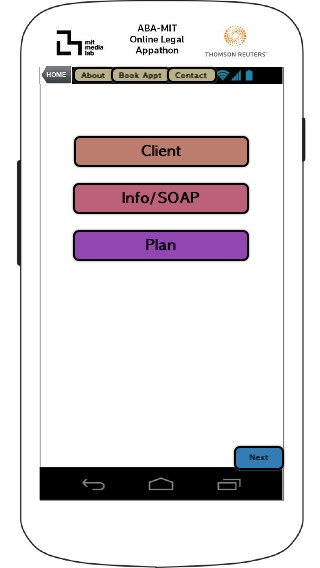 ABA-MIT
Online Legal
Appathon
mit
media
lab
THOMSON REUTERS
HOME About Book Appt Contact
Client
Info/SOAP
Plan
Next